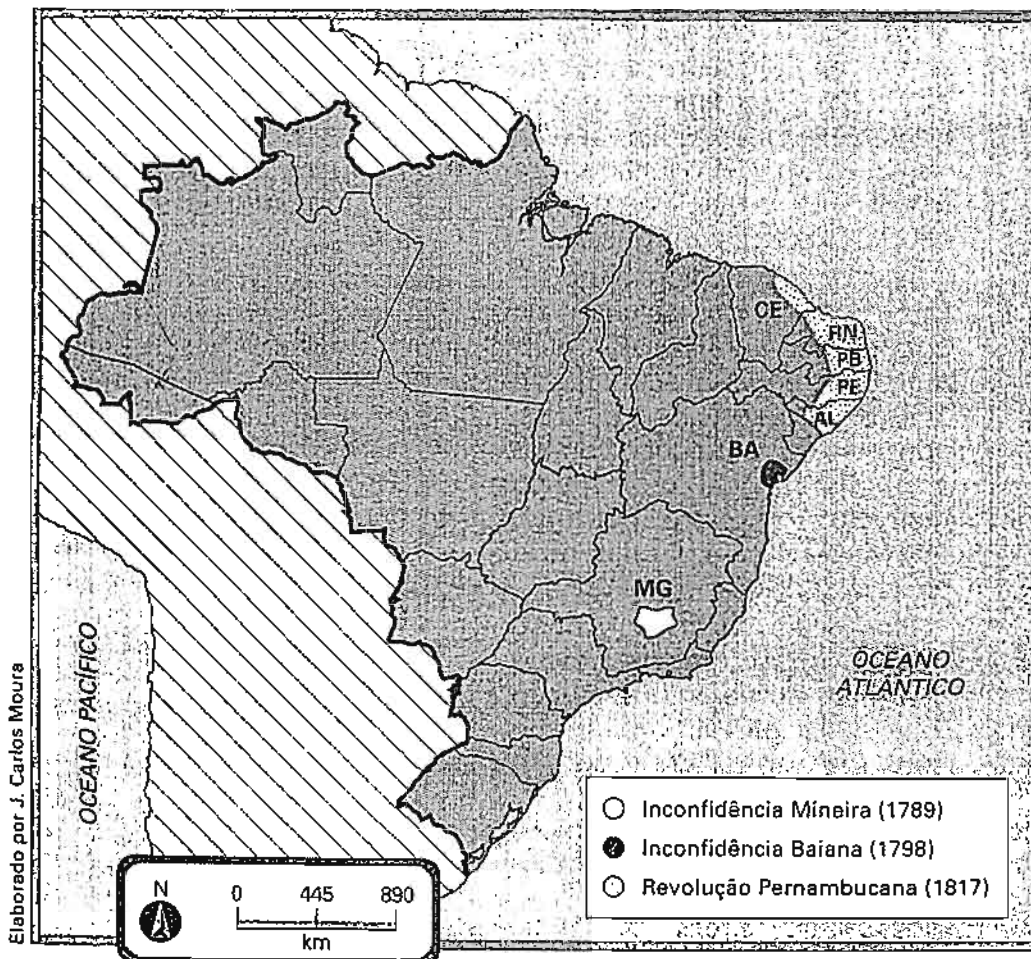 CE
RN
PB
PE
AL
BA
MG
OCEANO
ATLÂNTICO
OCEANO PACÍFICO
Elaborado por J. Carlos Moura
Inconfidência Mineira (1789)
Inconfidência Baiana (1798)
Revolução Pernambucana (1817)
N
0 445 890
km